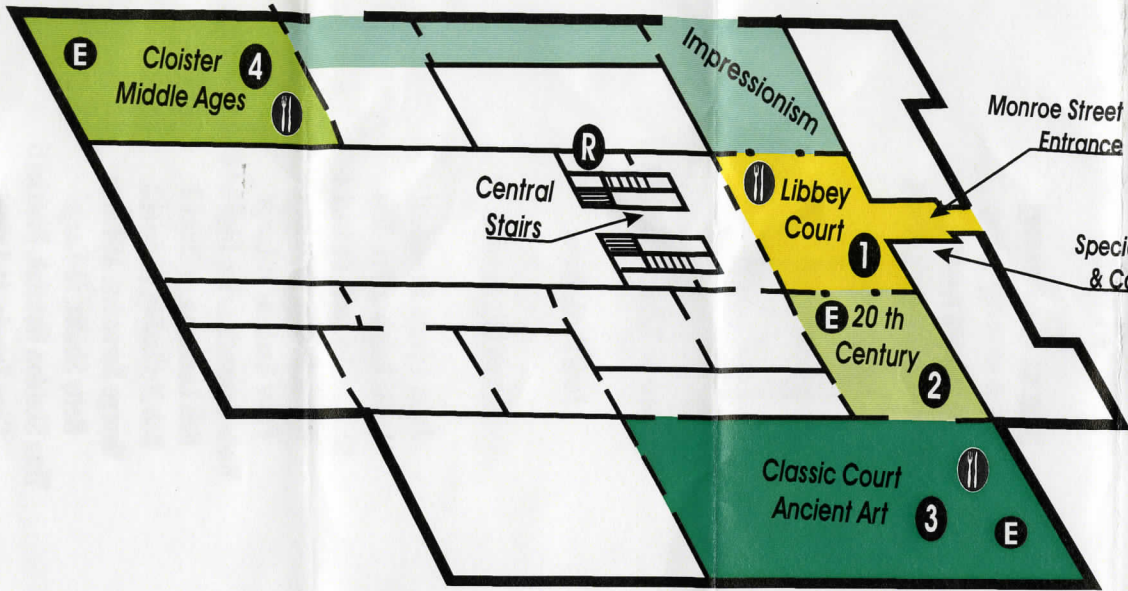 E
Cloister
Middle Ages
4
Impressionism
Monroe Street
Entrance
R
Central
Stairs
Libbey
Court
1
E
20 th
Century
2
Classic Court
Ancient Art
3
E